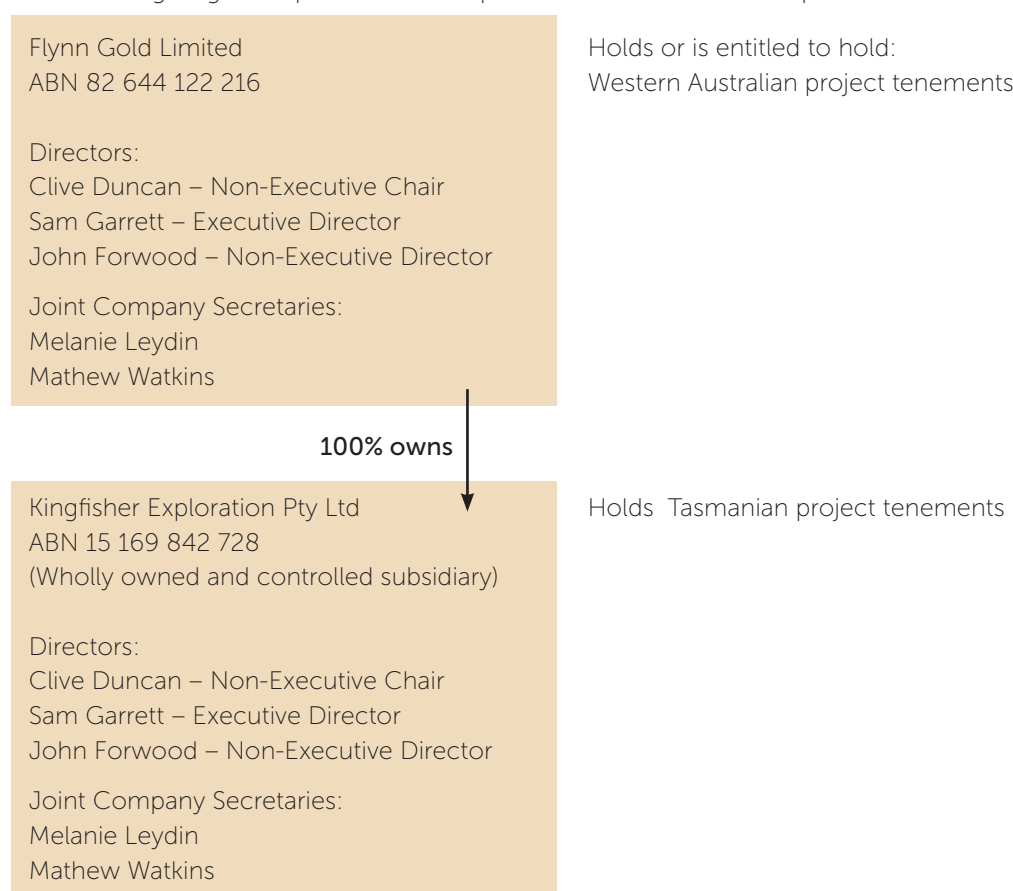 Flynn Gold Limited
ABN 82 644 122 216
Holds or is entitled to hold:
Western Australian project tenements
Directors:
Clive Duncan – Non-Executive Chair
Sam Garrett – Executive Director
John Forwood – Non-Executive Director
Joint Company Secretaries:
Melanie Leydin
Mathew Watkins
100% owns
Kingfisher Exploration Pty Ltd
ABN 15 169 842 728
(Wholly owned and controlled subsidiary)
Holds Tasmanian project tenements
Directors:
Clive Duncan – Non-Executive Chair
Sam Garrett – Executive Director
John Forwood – Non-Executive Director
Joint Company Secretaries:
Melanie Leydin
Mathew Watkins